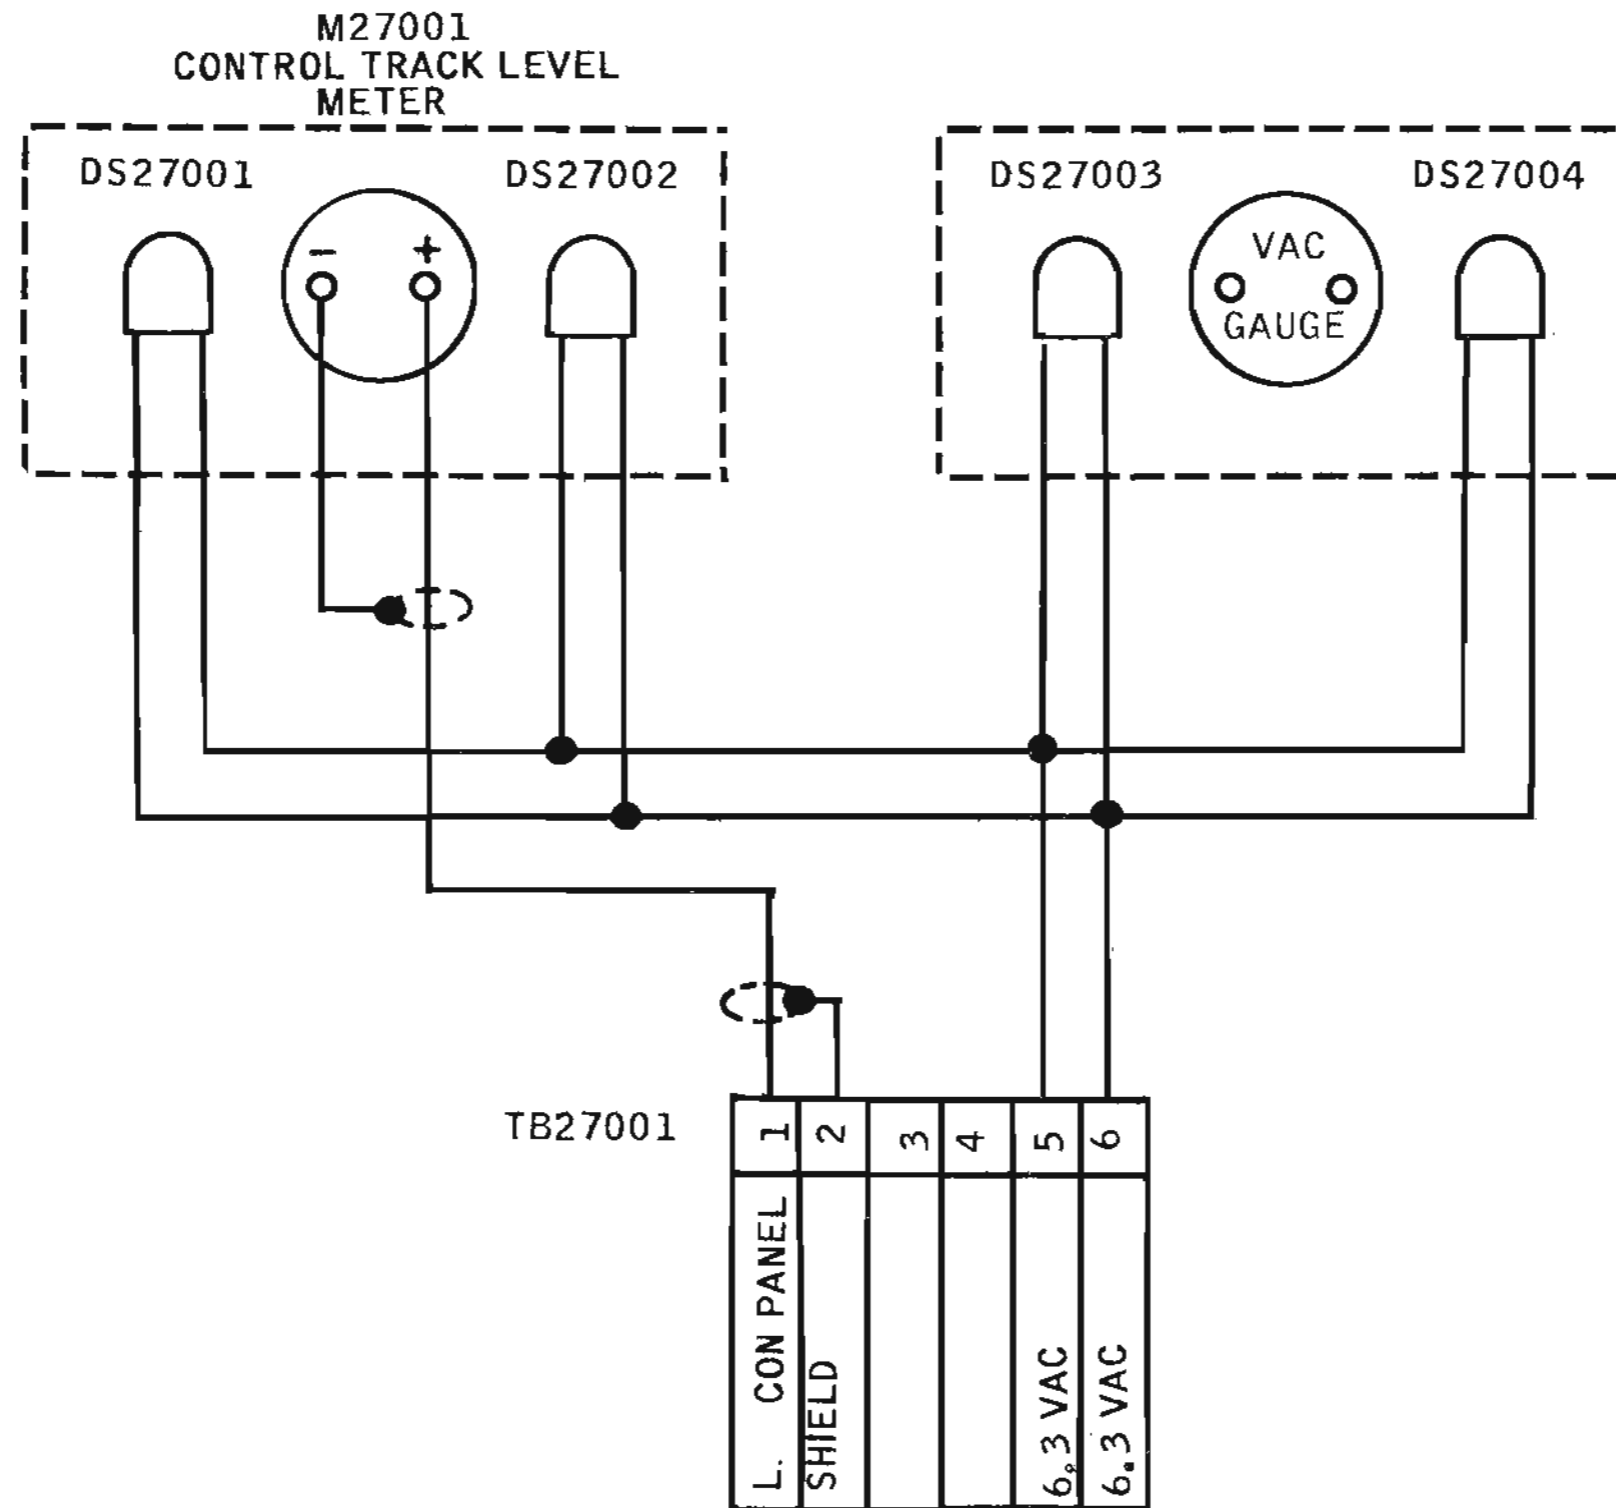 M27001
CONTROL TRACK LEVEL
METER
DS27001
DS27002
DS27003
DS27004
- +
VAC
GAUGE
TB27001
1
2
3
4
5
6
L. CON PANEL
SHIELD
6.3 VAC
6.3 VAC